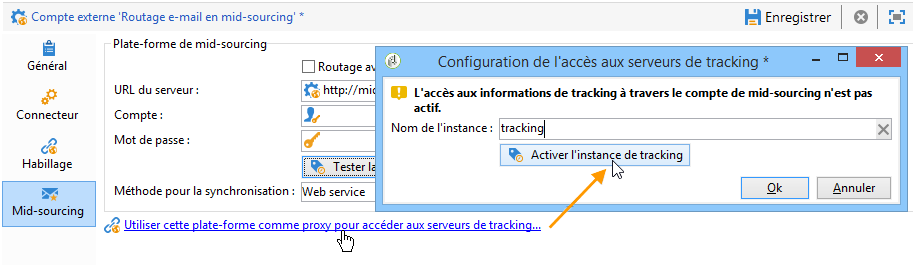 Compte externe 'Routage e-mail en mid-sourcing' *
Enregistrer
Général
Connecteur
Habillage
Mid-sourcing
Plate-forme de mid-sourcing
Routage av
URL du serveur :
http://mid
Compte :
Mot de passe :
Tester la
Méthode pour la synchronisation :
Web service
Utiliser cette plate-forme comme proxy pour accéder aux serveurs de tracking...
Configuration de l'accès aux serveurs de tracking *
L'accès aux informations de tracking à travers le compte de mid-sourcing n'est pas
actif.
Nom de l'instance :
tracking
Activer l'instance de tracking
Ok
Annuler